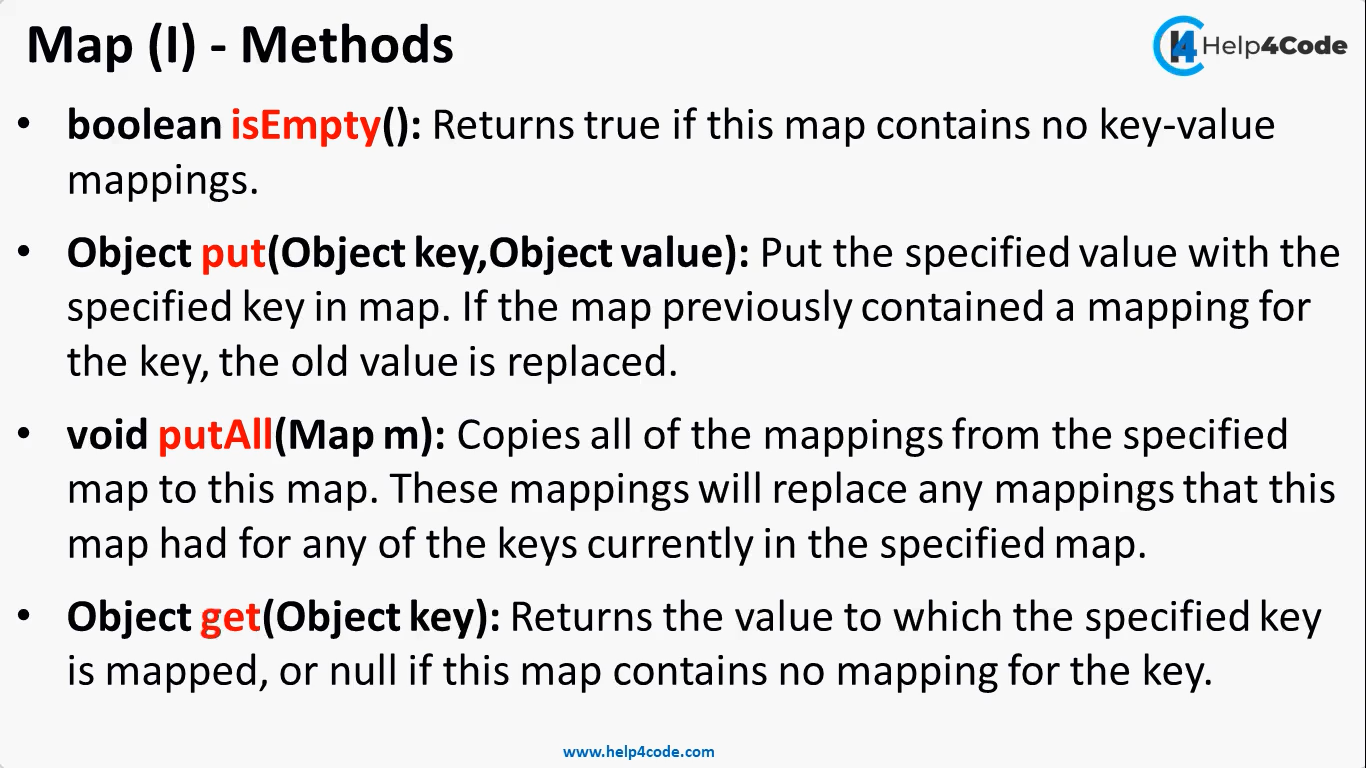 Map (I) - Methods
Help4Code
• boolean isEmpty(): Returns true if this map contains no key-value
mappings.
• Object put(Object key,Object value): Put the specified value with the
specified key in map. If the map previously contained a mapping for
the key, the old value is replaced.
• void putAll(Map m): Copies all of the mappings from the specified
map to this map. These mappings will replace any mappings that this
map had for any of the keys currently in the specified map.
• Object get(Object key): Returns the value to which the specified key
is mapped, or null if this map contains no mapping for the key.
www.help4code.com